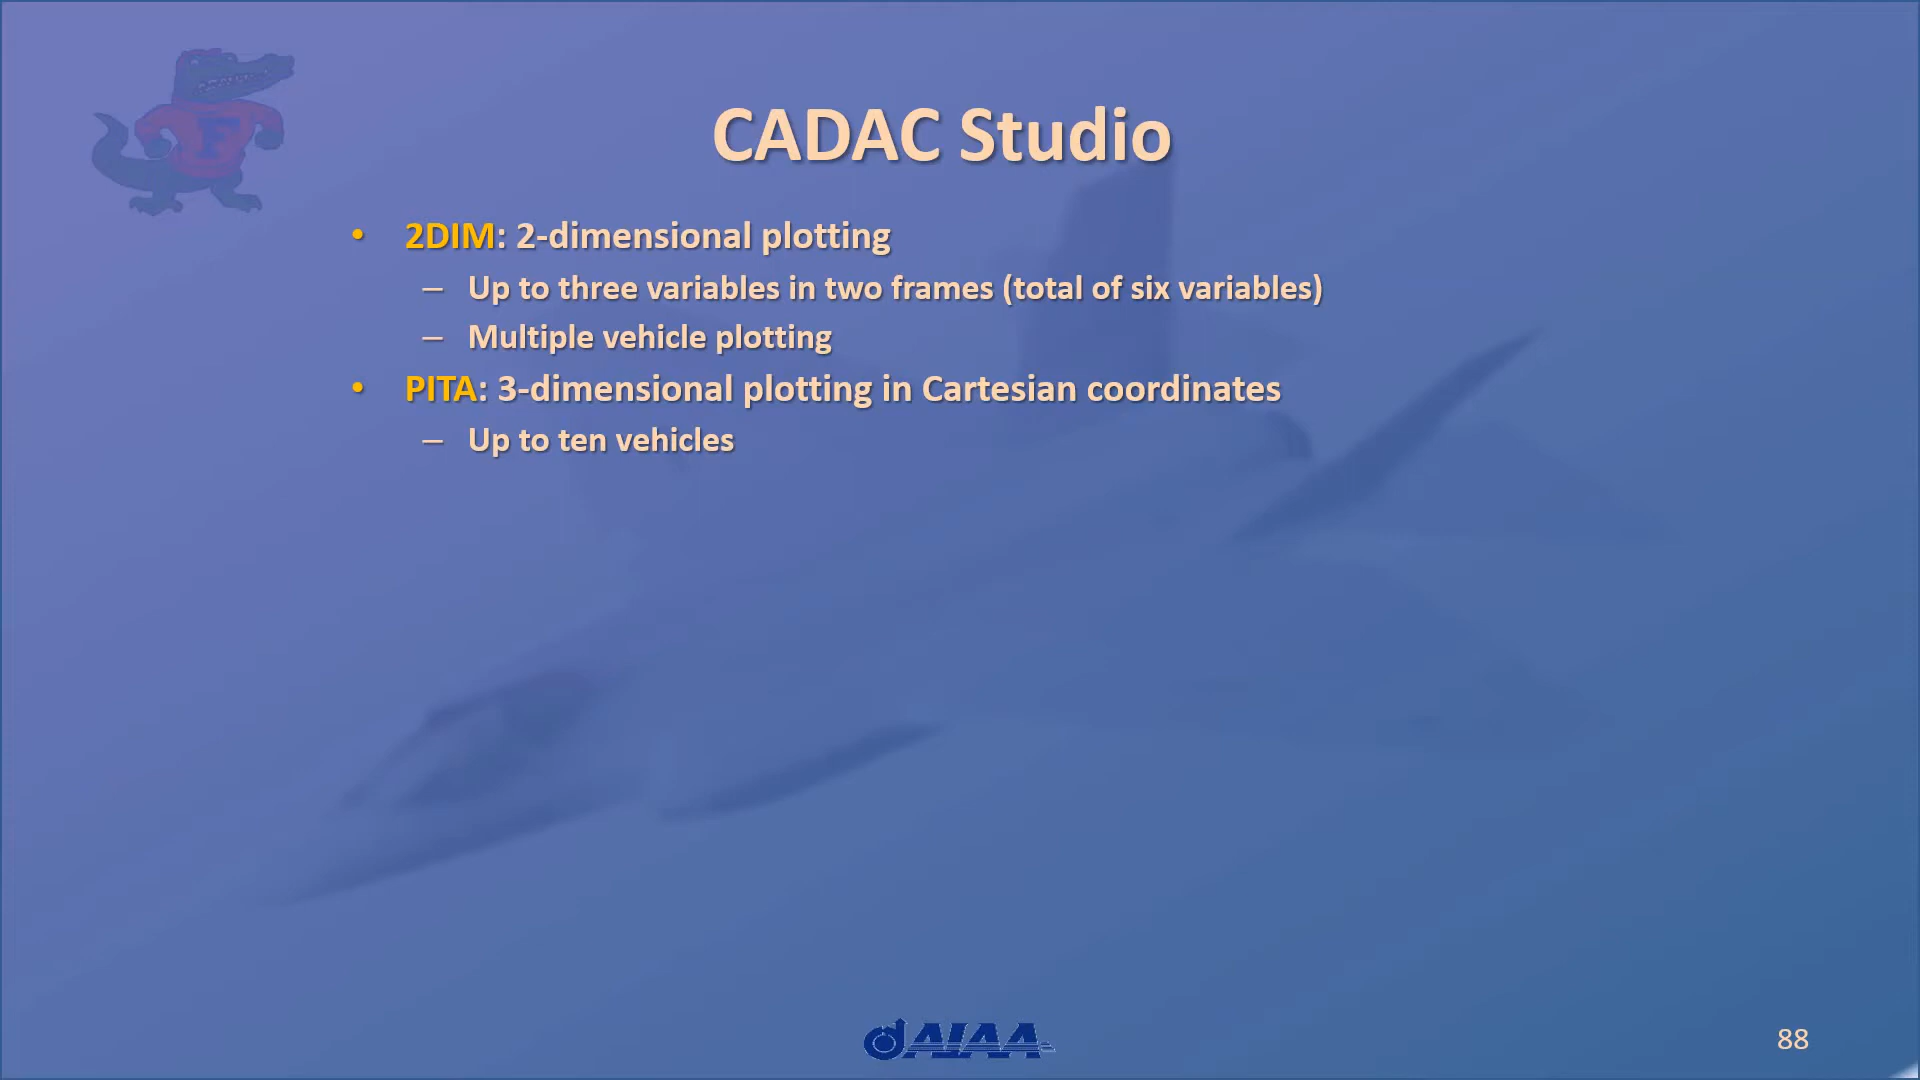 F
CADAC Studio
• 2DIM: 2-dimensional plotting
– Up to three variables in two frames (total of six variables)
– Multiple vehicle plotting
• PITA: 3-dimensional plotting in Cartesian coordinates
– Up to ten vehicles
AIAA
88